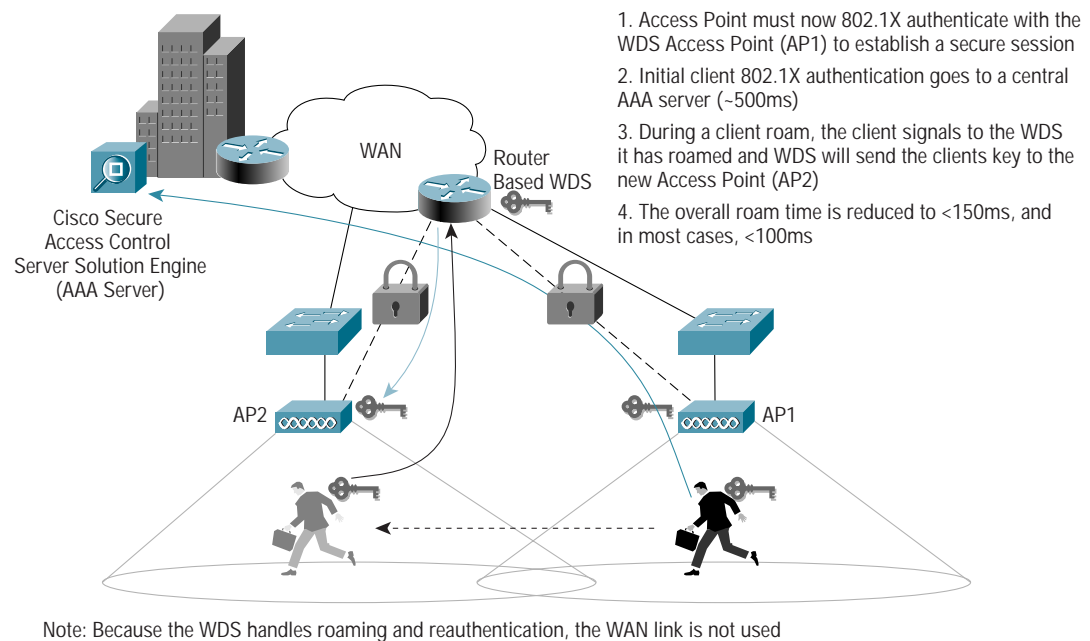 1. Access Point must now 802.1X authenticate with the
WDS Access Point (AP1) to establish a secure session
2. Initial client 802.1X authentication goes to a central
AAA server (~500ms)
3. During a client roam, the client signals to the WDS
it has roamed and WDS will send the clients key to the
new Access Point (AP2)
4. The overall roam time is reduced to <150ms, and
in most cases, <100ms
WAN
Router
Based WDS
Cisco Secure
Access Control
Server Solution Engine
(AAA Server)
AP2
AP1
Note: Because the WDS handles roaming and reauthentication, the WAN link is not used